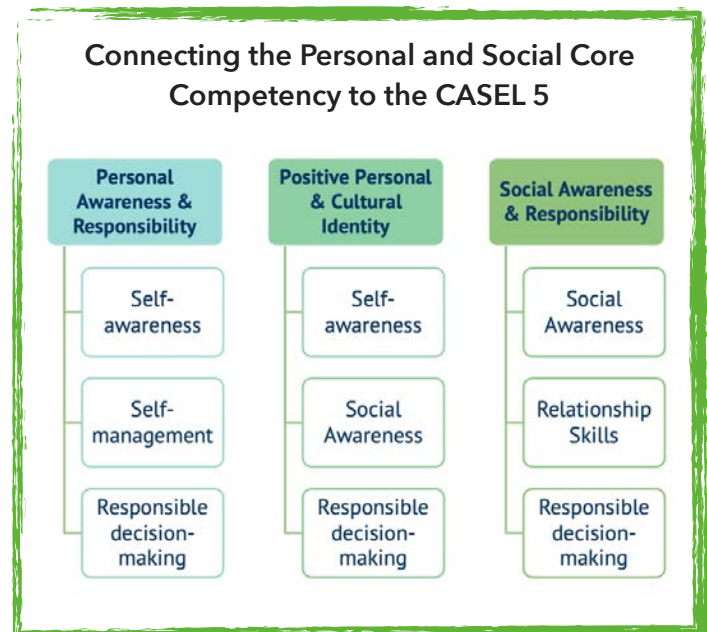 Connecting the Personal and Social Core
Competency to the CASEL 5
Personal
Awareness &
Responsibility
Self-
awareness
Self-
management
Responsible
decision-
making
Positive Personal
& Cultural
Identity
Self-
awareness
Social
Awareness
Responsible
decision-
making
Social Awareness
& Responsibility
Social
Awareness
Relationship
Skills
Responsible
decision-
making